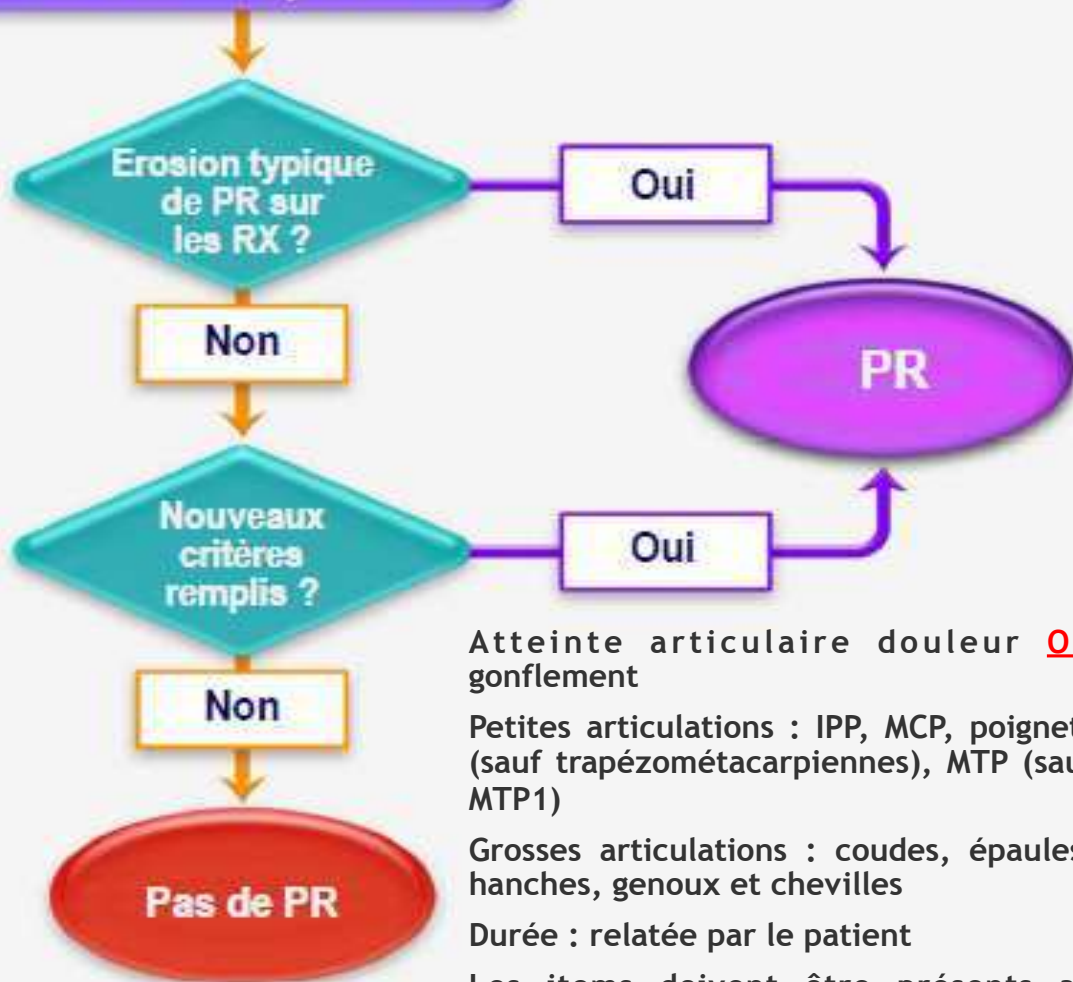 Erosion typique
de PR sur
les RX ?
Oui
Non
PR
Nouveaux
critères
remplis ?
Oui
Non
Pas de PR
Atteinte articulaire douleur
gonflement
Petites articulations : IPP, MCP, poignet
(sauf trapézométacarpiennes), MTP (sau
MTP1)
Grosses articulations : coudes, épaules
hanches, genoux et chevilles
Durée : relatée par le patient